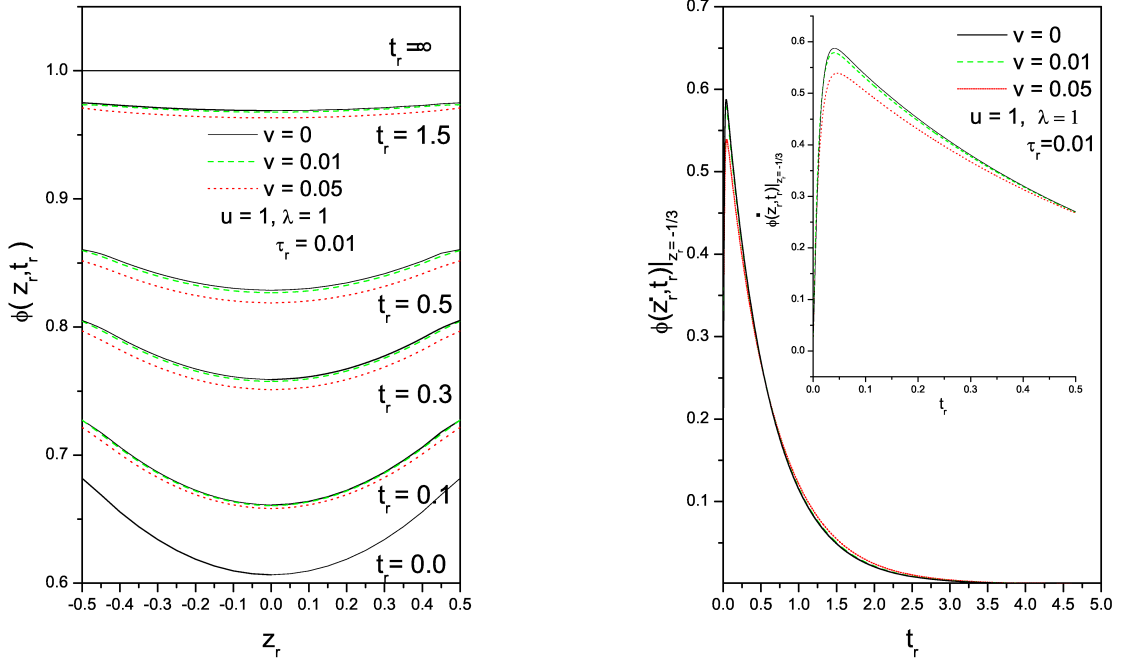 t_r = ∞
1.0
t_r = 1.5
v = 0
v = 0.01
v = 0.05
u = 1, λ = 1
τ_r = 0.01
0.9
t_r = 0.5
0.8
t_r = 0.3
0.7
t_r = 0.1
t_r = 0.0
0.6
ϕ( z_r,t_r )
-0.5 -0.4 -0.3 -0.2 -0.1 0.0 0.1 0.2 0.3 0.4 0.5
z_r
0.7
0.6
0.5
0.4
0.3
0.2
0.1
ϕ̇(z_r,t_r)|z_r= -1/3
v = 0
v = 0.01
v = 0.05
u = 1, λ = 1
τ_r=0.01
0.6
0.5
0.4
0.3
0.2
0.1
0.0
ϕ̇(z_r,t_r)|z_r= -1/3
0.0 0.1 0.2 0.3 0.4 0.5
t_r
0.0 0.5 1.0 1.5 2.0 2.5 3.0 3.5 4.0 4.5 5.0
t_r